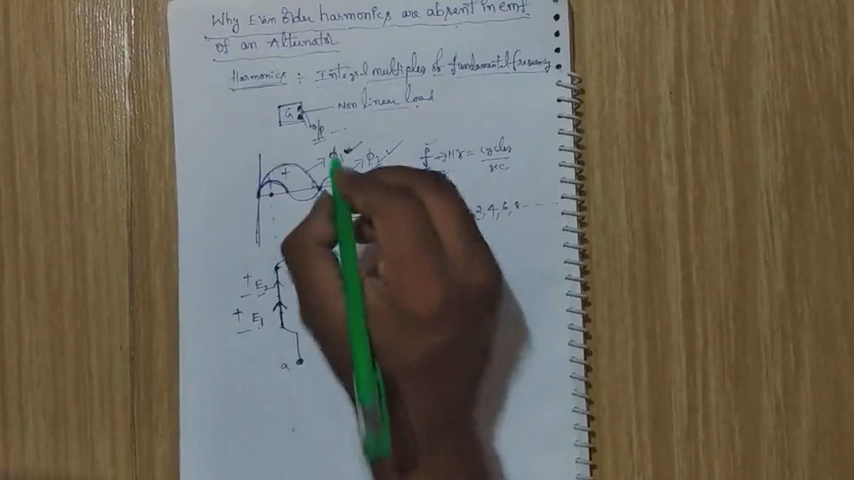 Why Even Order harmonics are absent in emf
of an Alternator
Harmonics : Integral multiples of fundamental frequency
G
Non linear load
o/p ...
+
→ φ2
f → Hz = cycles
sec
2, 4, 6, 8 ....
+ E2
+ E1
a